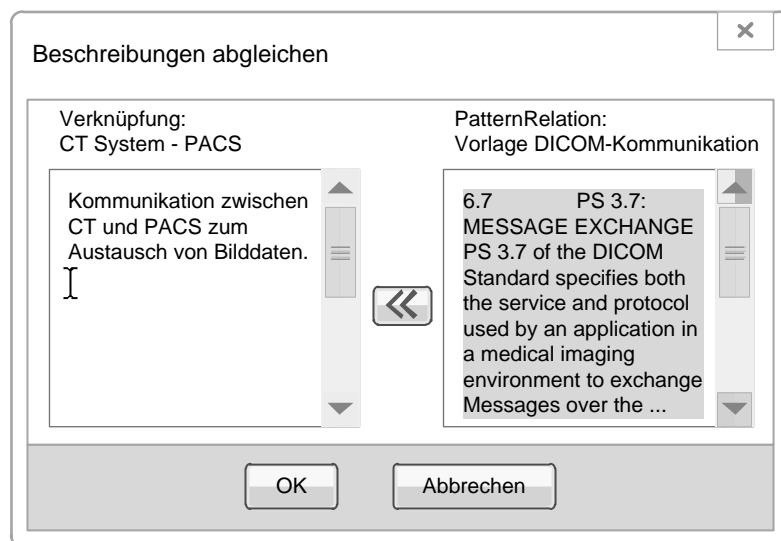 Beschreibungen abgleichen
Verknüpfung:
CT System - PACS
Kommunikation zwischen
CT und PACS zum
Austausch von Bilddaten.
PatternRelation:
Vorlage DICOM-Kommunikation
6.7 PS 3.7:
MESSAGE EXCHANGE
PS 3.7 of the DICOM
Standard specifies both
the service and protocol
used by an application in
a medical imaging
environment to exchange
Messages over the ...
OK
Abbrechen